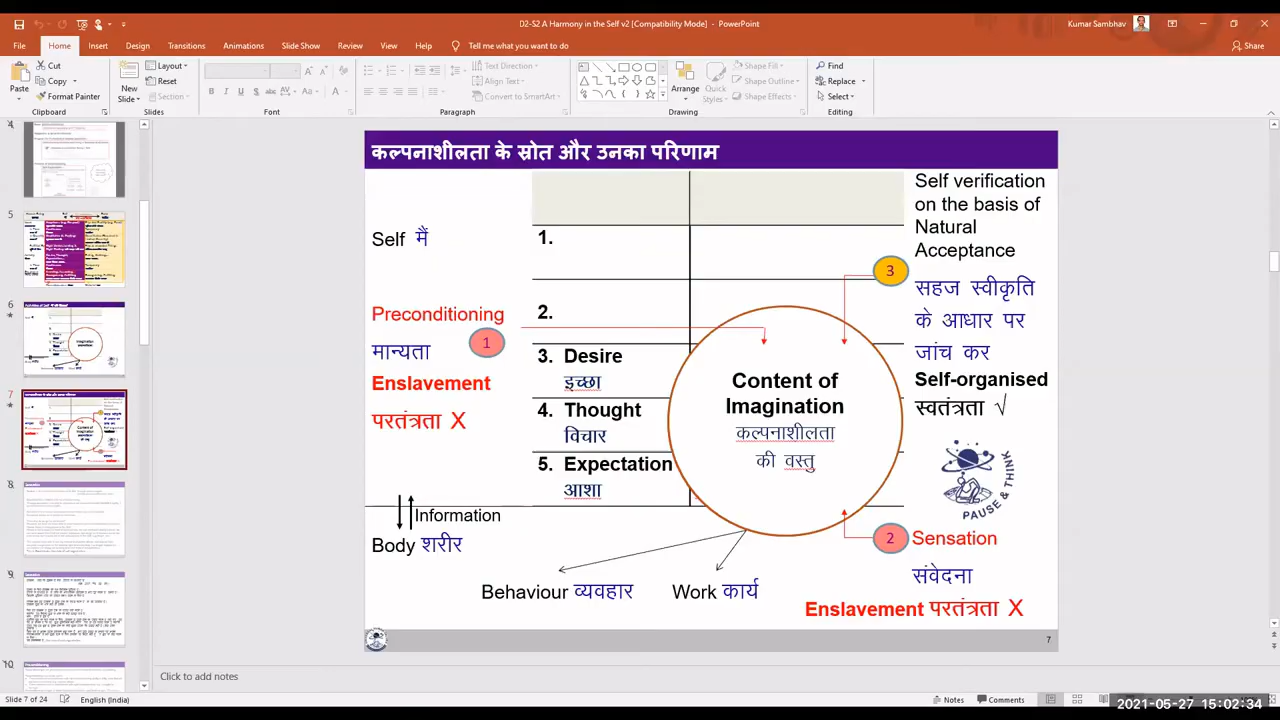 D2-S2 A Harmony in the Self v2 [Compatibility Mode] - PowerPoint
Kumar Sambhav
File Home Insert Design Transitions Animations Slide Show Review View Help Tell me what you want to do
Share
Paste
Cut
Copy
Format Painter
Clipboard
New Slide
Layout
Reset
Section
Slides
Font
Text Direction
Align Text
Convert to SmartArt
Paragraph
Arrange
Quick Styles
Shape Fill
Shape Outline
Shape Effects
Drawing
Find
Replace
Select
Editing
4
5
6
7
8
9
10
कल्पनाशीलता के स्रोत और उनका परिणाम
Self मैं
Preconditioning
1
मान्यता
Enslavement
परतंत्रता X
Information
Body शरीर
1.
2.
3. Desire
इच्छा
4. Thought
विचार
5. Expectation
आशा
Content of
Imagination
कल्पनाशीलता
की वस्तु
Self verification
on the basis of
Natural
Acceptance
3
सहज स्वीकृति
के आधार पर
जांच कर
Self-organised
स्वतंत्रता √
PAUSE & THINK
2 Sensation
संवेदना
Behaviour व्यवहार
Work कार्य
Enslavement परतंत्रता X
7
Click to add notes
Slide 7 of 24
English (India)
Notes
Comments
2021-05-27 15:02:34